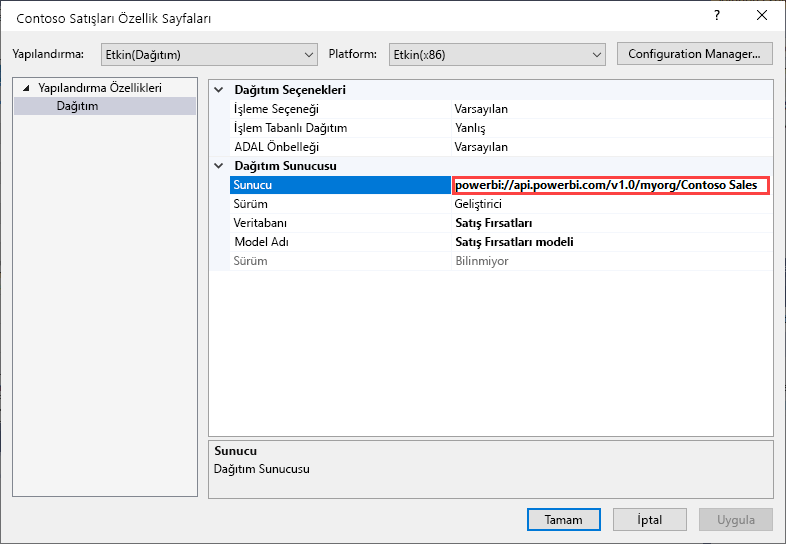 Contoso Satışları Özellik Sayfaları
?
Yapılandırma: Etkin(Dağıtım) Platform: Etkin(x86) Configuration Manager...
Yapılandırma Özellikleri
Dağıtım
Dağıtım Seçenekleri
İşleme Seçeneği Varsayılan
İşlem Tabanlı Dağıtım Yanlış
ADAL Önbelleği Varsayılan
Dağıtım Sunucusu
Sunucu powerbi://api.powerbi.com/v1.0/myorg/Contoso Sales
Sürüm Geliştirici
Veritabanı Satış Fırsatları
Model Adı Satış Fırsatları modeli
Sürüm Bilinmiyor
Sunucu
Dağıtım Sunucusu
Tamam İptal Uygula